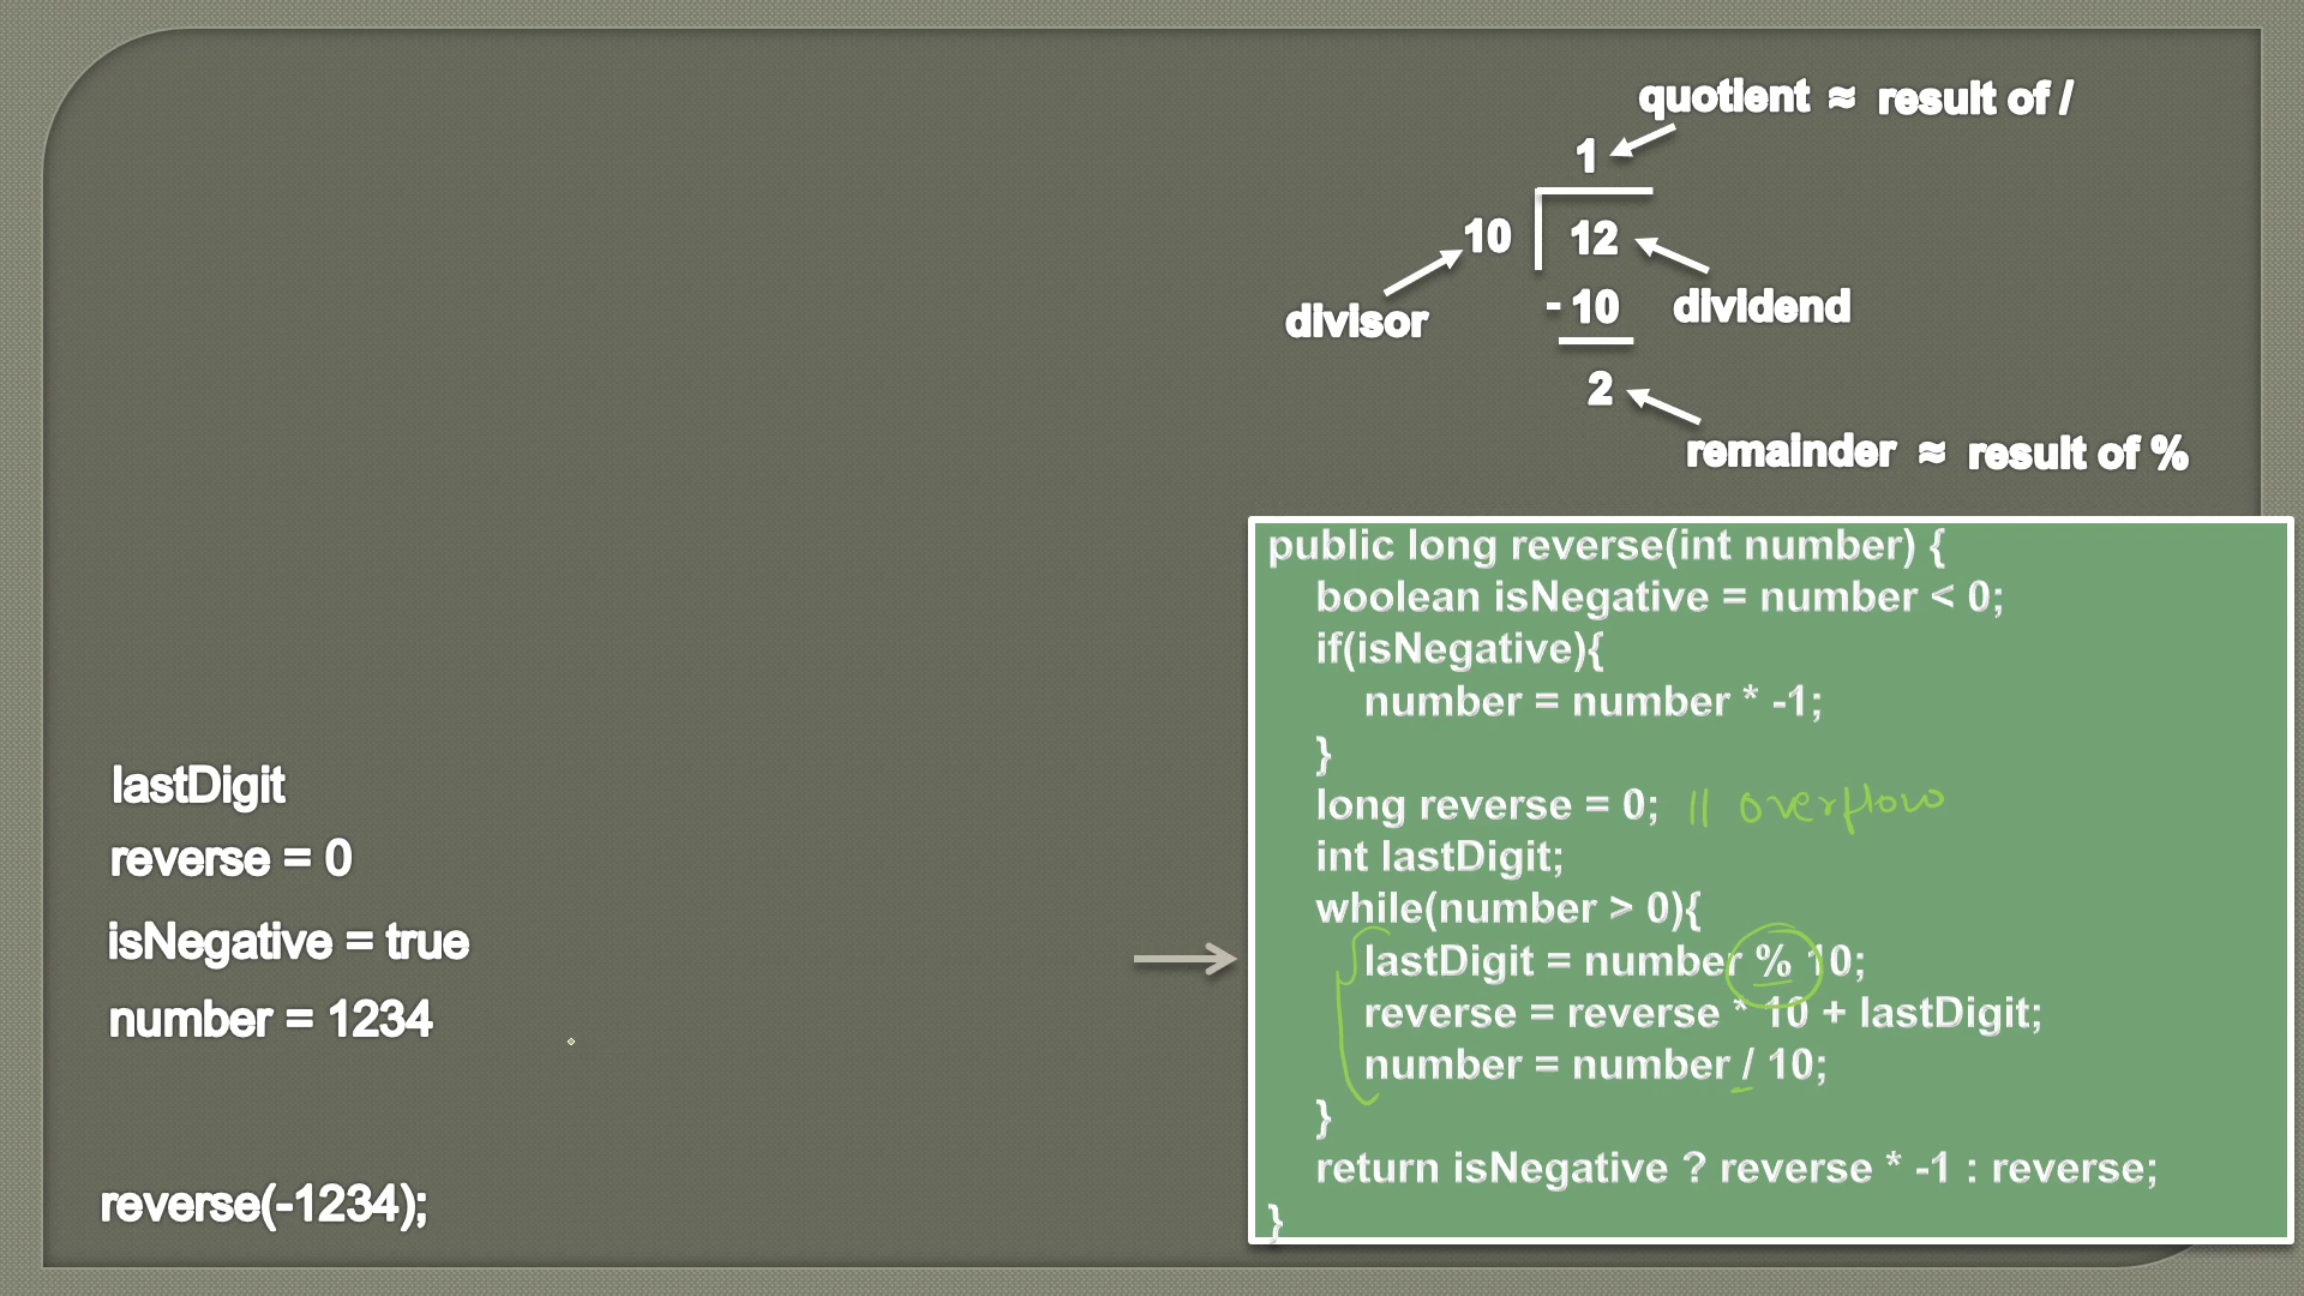 quotient ≈ result of /
1
10 12
- 10
divisor
dividend
2
remainder ≈ result of %
public long reverse(int number) {
boolean isNegative = number < 0;
if(isNegative){
number = number * -1;
}
long reverse = 0; // overflow
int lastDigit;
while(number > 0){
lastDigit = number % 10;
reverse = reverse * 10 + lastDigit;
number = number / 10;
}
return isNegative ? reverse * -1 : reverse;
}
lastDigit
reverse = 0
isNegative = true
number = 1234
reverse(-1234);